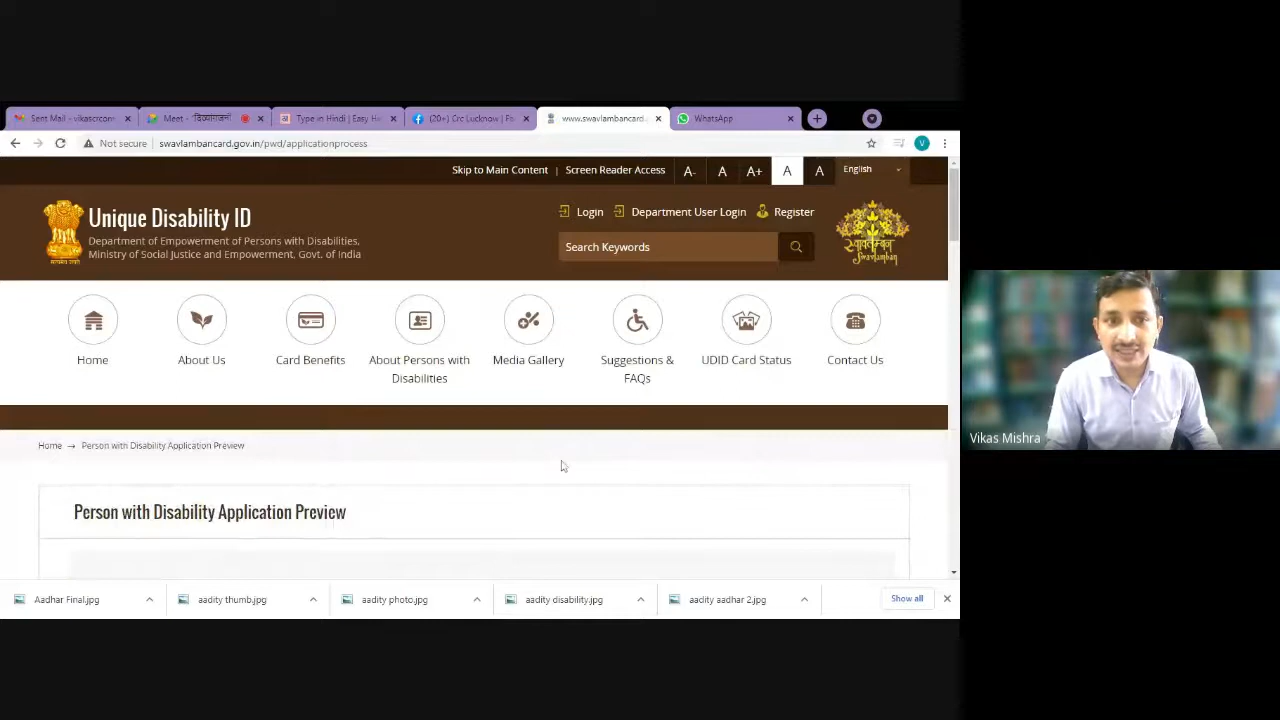 Sent Mail - vikascrcom
Meet - "दिव्यांगजनों
Type in Hindi | Easy Hi
(20+) Crc Lucknow | Fa
www.swavlambancard.
WhatsApp
Not secure
swavlambancard.gov.in/pwd/applicationprocess
V
Skip to Main Content | Screen Reader Access
A-
A
A+
A
A
English
Unique Disability ID
Department of Empowerment of Persons with Disabilities,
Ministry of Social Justice and Empowerment, Govt. of India
Login
Department User Login
Register
Search Keywords
स्वावलम्बन
Swavlamban
Home
About Us
Card Benefits
About Persons with
Disabilities
Media Gallery
Suggestions &
FAQs
UDID Card Status
Contact Us
Home → Person with Disability Application Preview
Person with Disability Application Preview
Aadhar Final.jpg
aadity thumb.jpg
aadity photo.jpg
aadity disability.jpg
aadity aadhar 2.jpg
Show all
Vikas Mishra